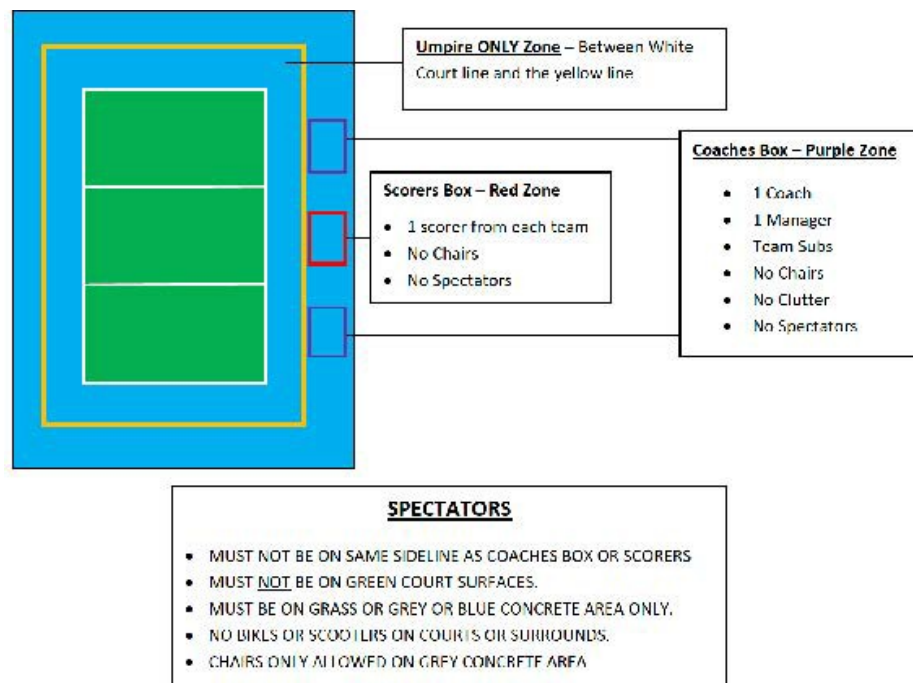 Umpire ONLY Zone – Between White
Court line and the yellow line
Coaches Box – Purple Zone
• 1 Coach
• 1 Manager
• Team Subs
• No Chairs
• No Clutter
• No Spectators
Scorers Box – Red Zone
• 1 scorer from each team
• No Chairs
• No Spectators
SPECTATORS
• MUST NOT BE ON SAME SIDELINE AS COACHES BOX OR SCORERS
• MUST NOT BE ON GREEN COURT SURFACES.
• MUST BE ON GRASS OR GREY OR BLUE CONCRETE AREA ONLY.
• NO BIKES OR SCOOTERS ON COURTS OR SURROUNDS.
• CHAIRS ONLY ALLOWED ON GREY CONCRETE AREA